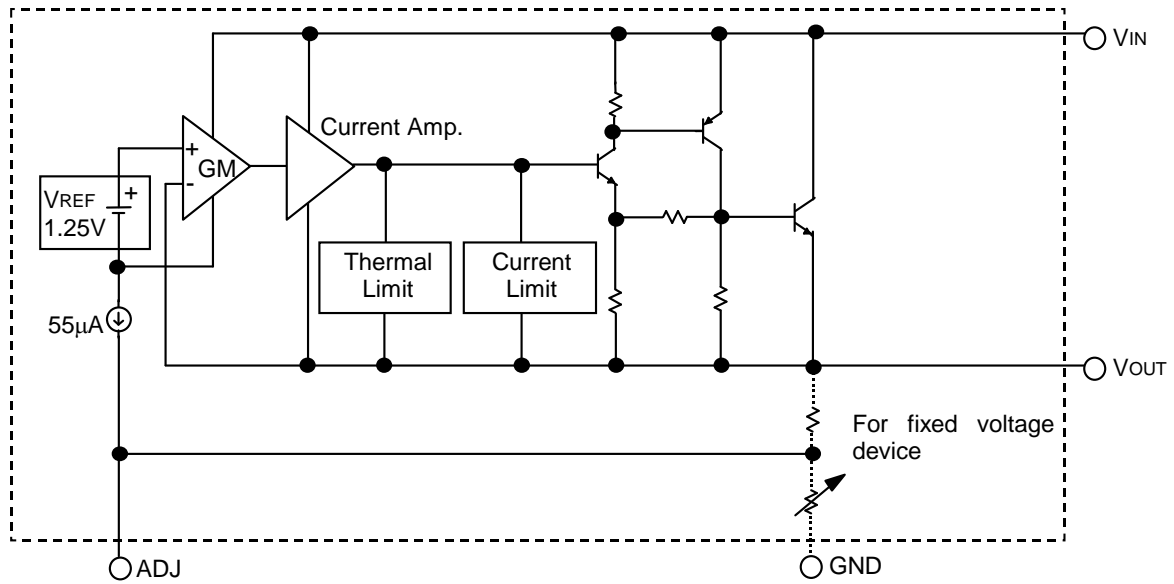 VIN
Current Amp.
+
GM
-
VREF
+
1.25V
Thermal
Limit
Current
Limit
55μA
VOUT
For fixed voltage
device
ADJ
GND